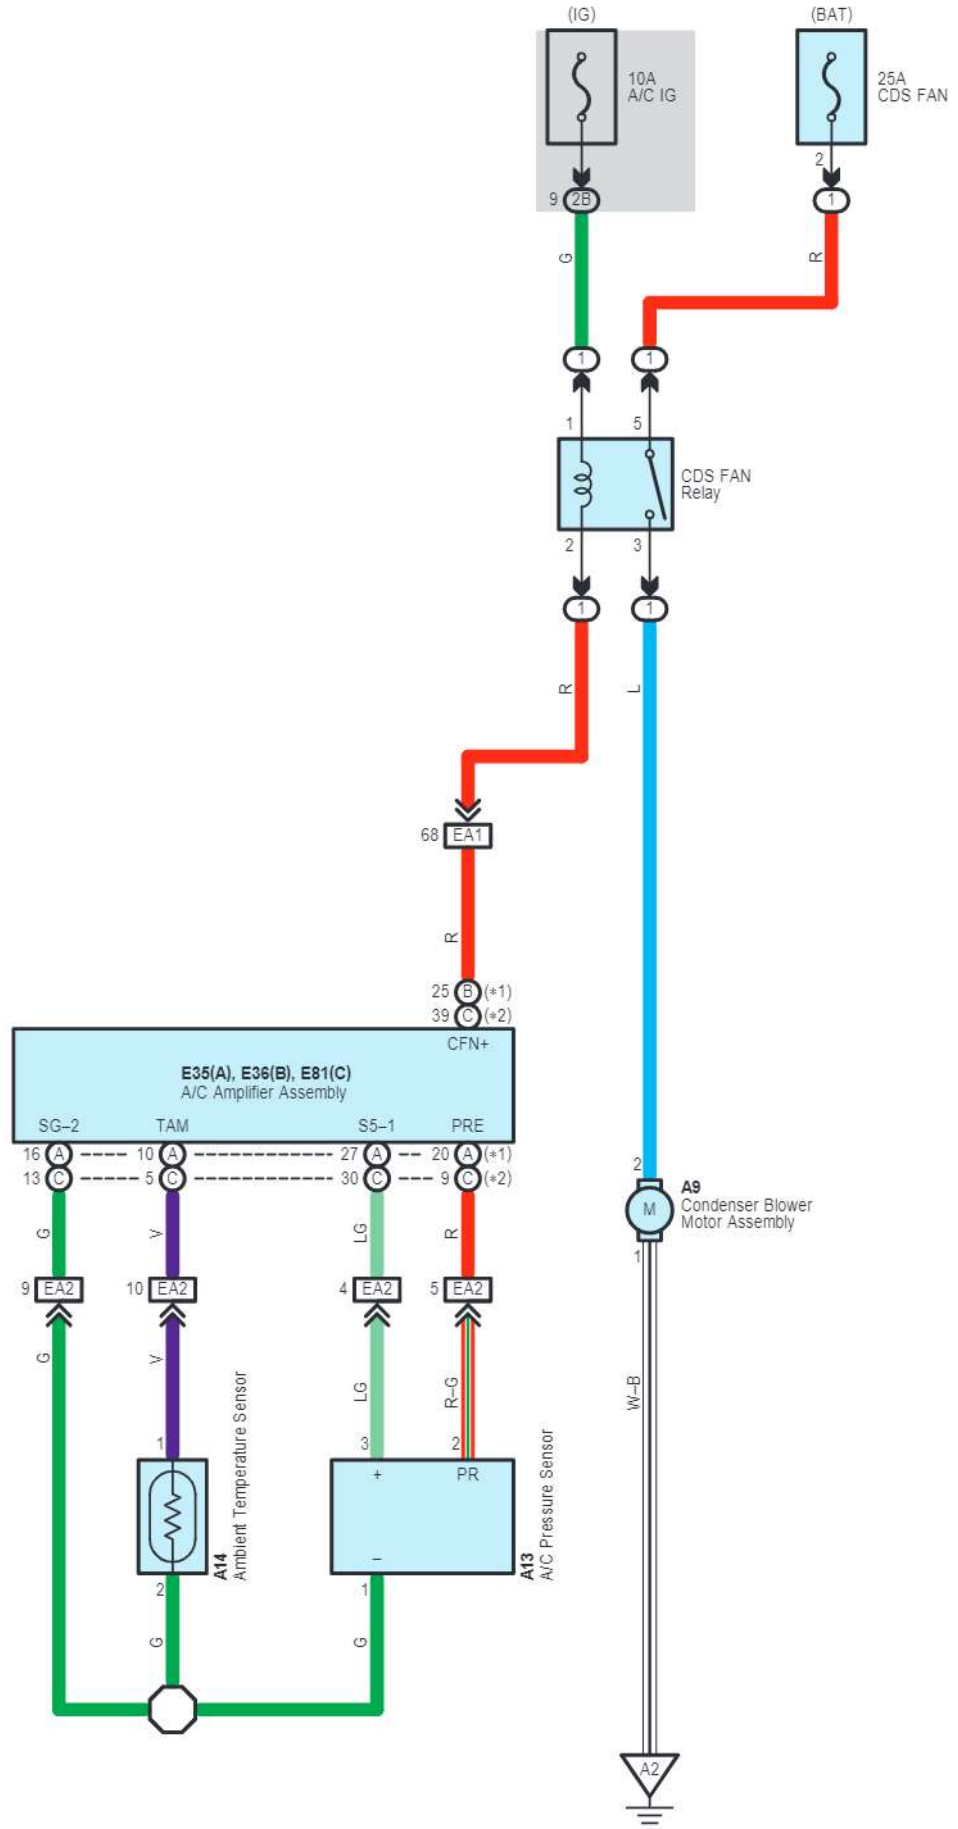 (IG)
(BAT)
10A
A/C IG
25A
CDS FAN
2
9 2B
1
G
R
1
1
1
5
CDS FAN
Relay
2
3
1
1
R
L
68 EA1
R
25 B (∗1)
39 C (∗2)
CFN+
E35(A), E36(B), E81(C)
A/C Amplifier Assembly
SG–2
TAM
S5–1
PRE
16 A
10 A
27 A
20 A (∗1)
13 C
5 C
30 C
9 C (∗2)
2
A9
Condenser Blower
Motor Assembly
M
1
G
V
LG
R
9 EA2
10 EA2
4 EA2
5 EA2
G
V
LG
R–G
W–B
1
3
2
+
PR
A14
Ambient Temperature Sensor
–
A13
A/C Pressure Sensor
2
1
G
G
A2